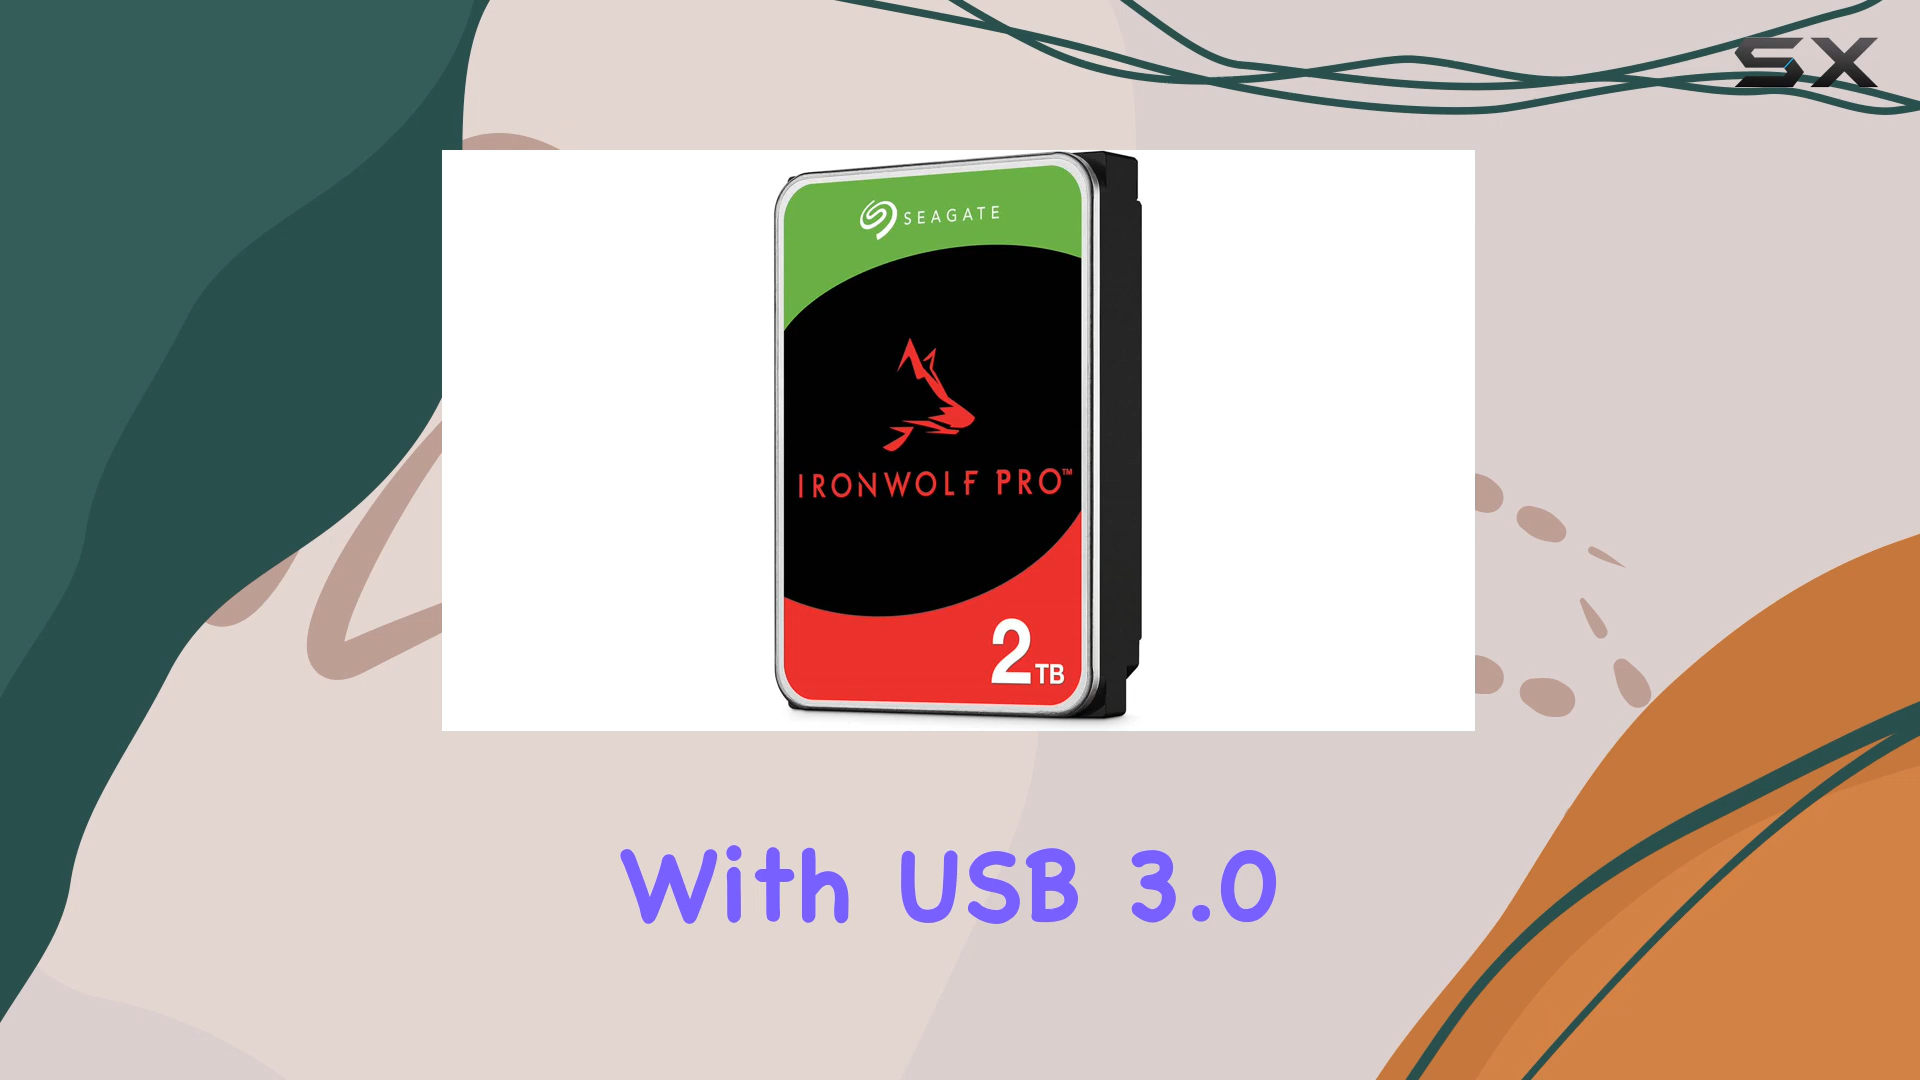 SX
SEAGATE
IRONWOLF PRO™
2TB
With USB 3.0